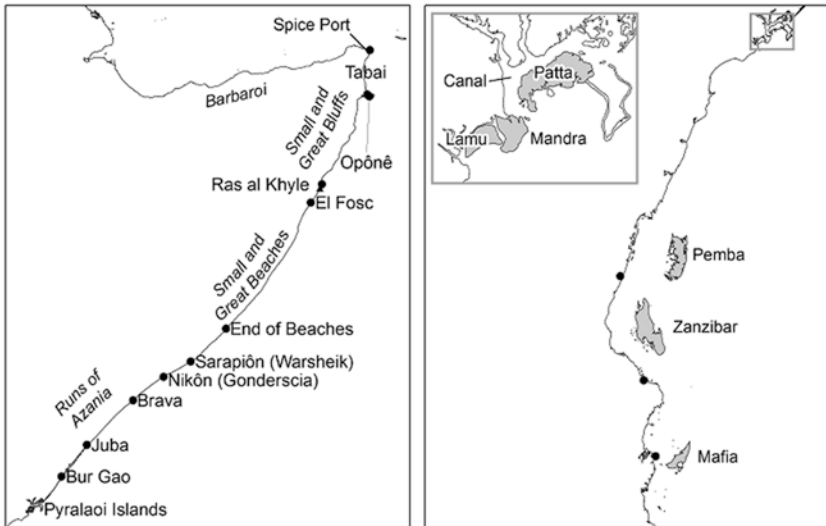 Spice Port
Tabai
Barbaroi
Small and
Great Bluffs
Opônê
Ras al Khyle
El Fosc
Small and
Great Beaches
End of Beaches
Sarapiôn (Warsheik)
Nikôn (Gonderscia)
Runs of
Azania
Brava
Juba
Bur Gao
Pyralaoi Islands
Canal
Patta
Lamu
Mandra
Pemba
Zanzibar
Mafia